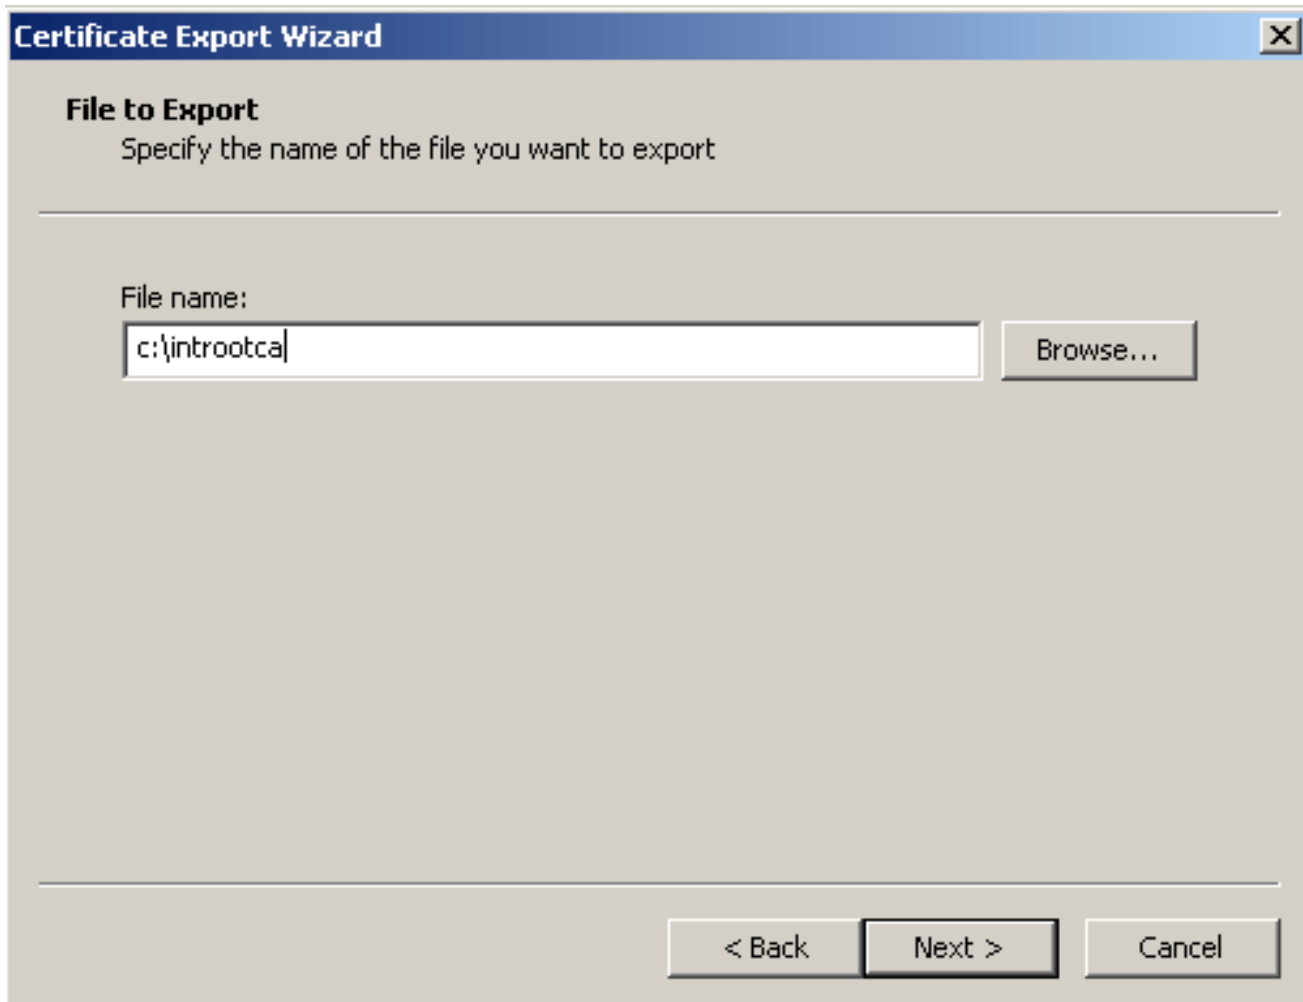 Certificate Export Wizard
File to Export
Specify the name of the file you want to export
File name:
c:\introotca
Browse...
< Back
Next >
Cancel